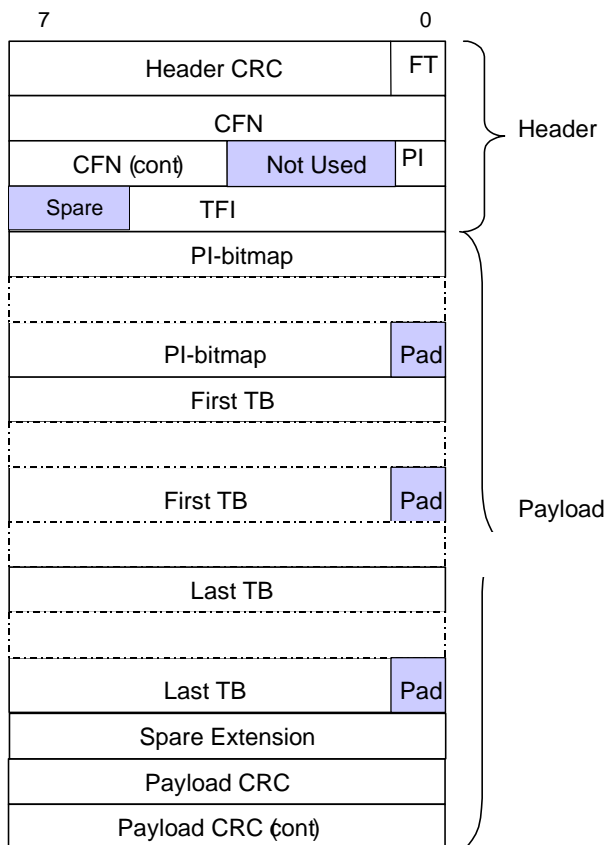 7 0
Header CRC FT
CFN
Header
CFN (cont) Not Used PI
Spare TFI
PI-bitmap
PI-bitmap Pad
First TB
First TB Pad
Payload
Last TB
Last TB Pad
Spare Extension
Payload CRC
Payload CRC (cont)